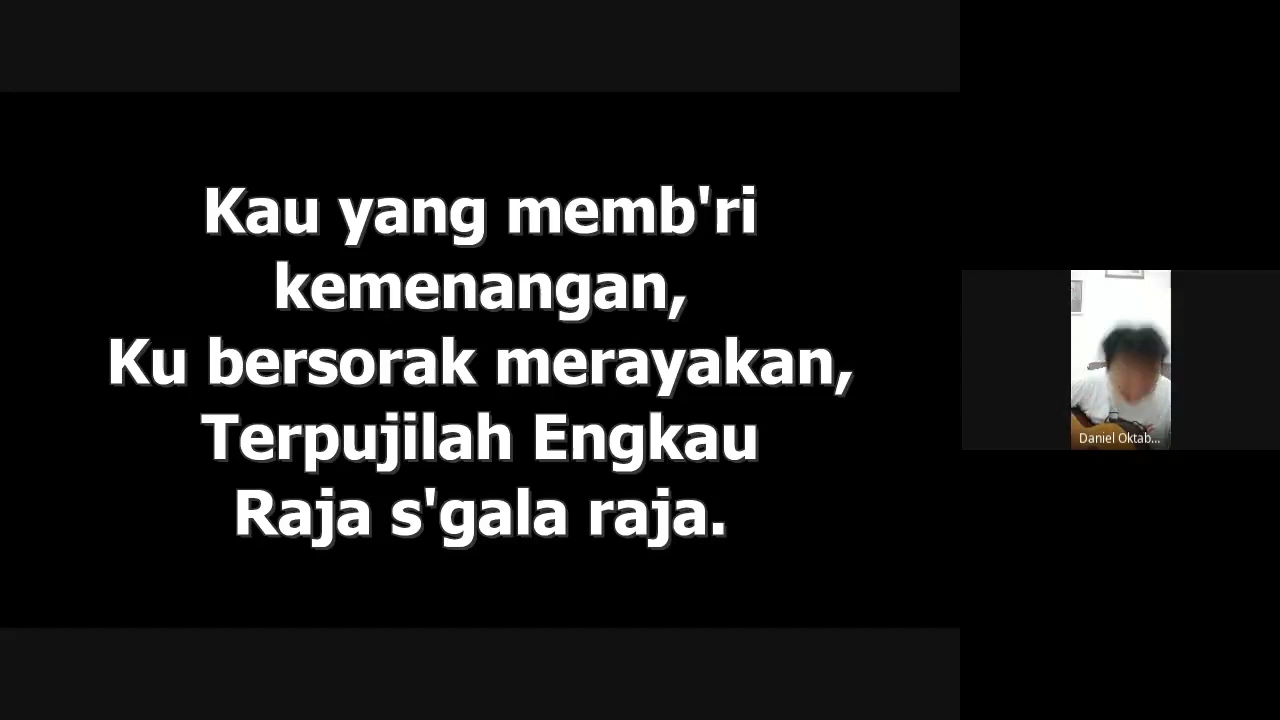 Kau yang memb'ri
kemenangan,
Ku bersorak merayakan,
Terpujilah Engkau
Raja s'gala raja.
Daniel Oktab...